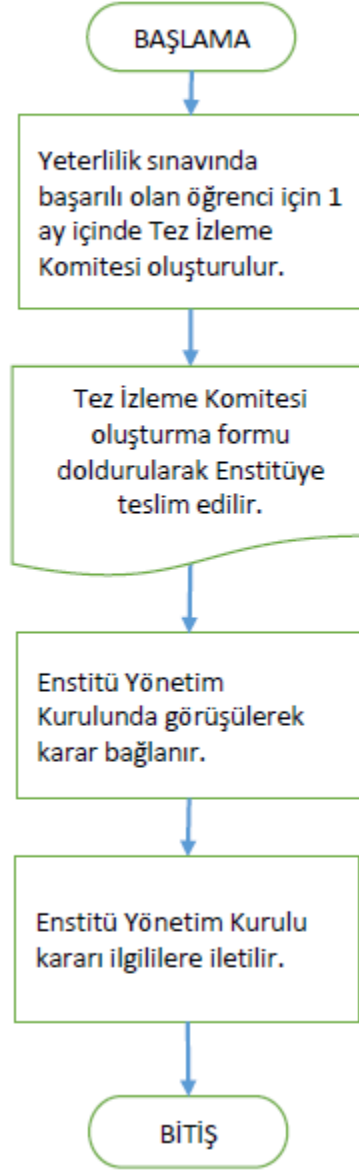 BAŞLAMA
Yeterlilik sınavında
başarılı olan öğrenci için 1
ay içinde Tez İzleme
Komitesi oluşturulur.
Tez İzleme Komitesi
oluşturma formu
doldurularak Enstitüye
teslim edilir.
Enstitü Yönetim
Kurulunda görüşülerek
karar bağlanır.
Enstitü Yönetim Kurulu
kararı ilgililere iletilir.
BİTİŞ